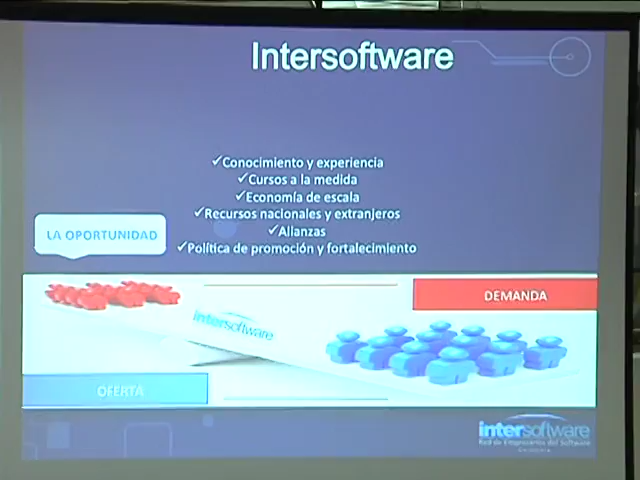 Intersoftware
✓Conocimiento y experiencia
✓Cursos a la medida
✓Economía de escala
✓Recursos nacionales y extranjeros
✓Alianzas
✓Política de promoción y fortalecimiento
LA OPORTUNIDAD
DEMANDA
intersoftware
OFERTA
intersoftware
Red de Empresarios del Software